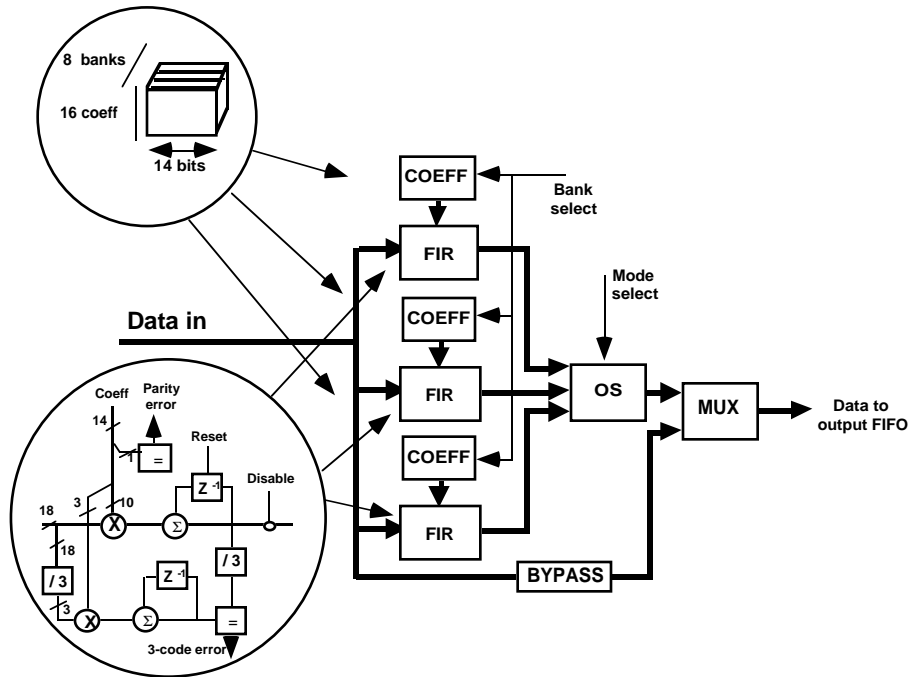 8 banks
16 coeff
14 bits
COEFF
Bank
select
FIR
Mode
select
COEFF
Data in
FIR
OS
MUX
Data to
output FIFO
COEFF
FIR
BYPASS
Coeff
Parity
error
14
1
=
Reset
Disable
Z -1
3
10
18
X
Σ
18
/ 3
/ 3
Z -1
3
X
Σ
=
3-code error